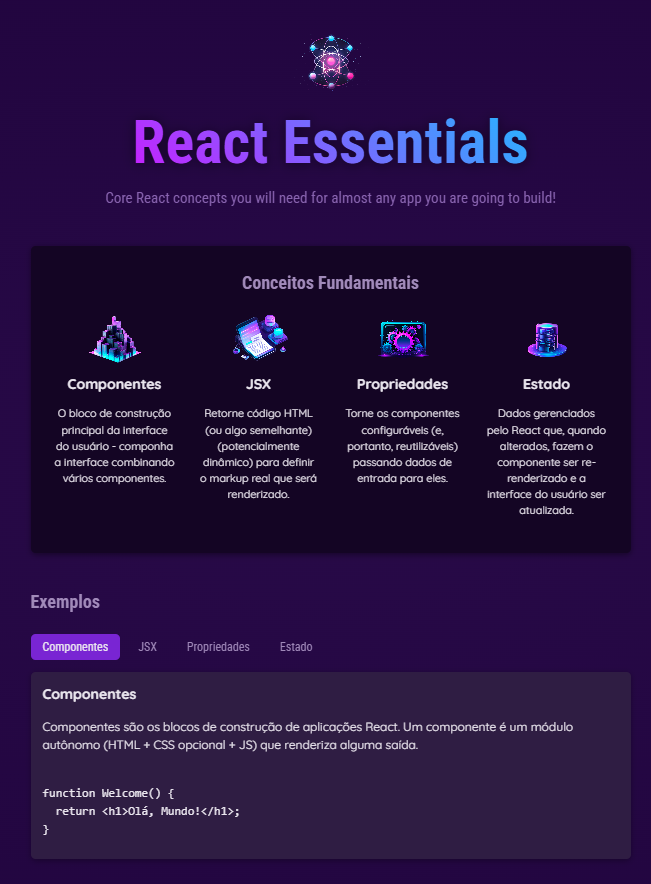 React Essentials
Core React concepts you will need for almost any app you are going to build!
Conceitos Fundamentais
Componentes
O bloco de construção
principal da interface
do usuário - componha
a interface combinando
vários componentes.
JSX
Retorne código HTML
(ou algo semelhante)
(potencialmente
dinâmico) para definir
o markup real que será
renderizado.
Propriedades
Torne os componentes
configuráveis (e,
portanto, reutilizáveis)
passando dados de
entrada para eles.
Estado
Dados gerenciados
pelo React que, quando
alterados, fazem o
componente ser re-
renderizado e a
interface do usuário ser
atualizada.
Exemplos
Componentes JSX Propriedades Estado
Componentes
Componentes são os blocos de construção de aplicações React. Um componente é um módulo
autônomo (HTML + CSS opcional + JS) que renderiza alguma saída.
function Welcome() {
  return <h1>Olá, Mundo!</h1>;
}